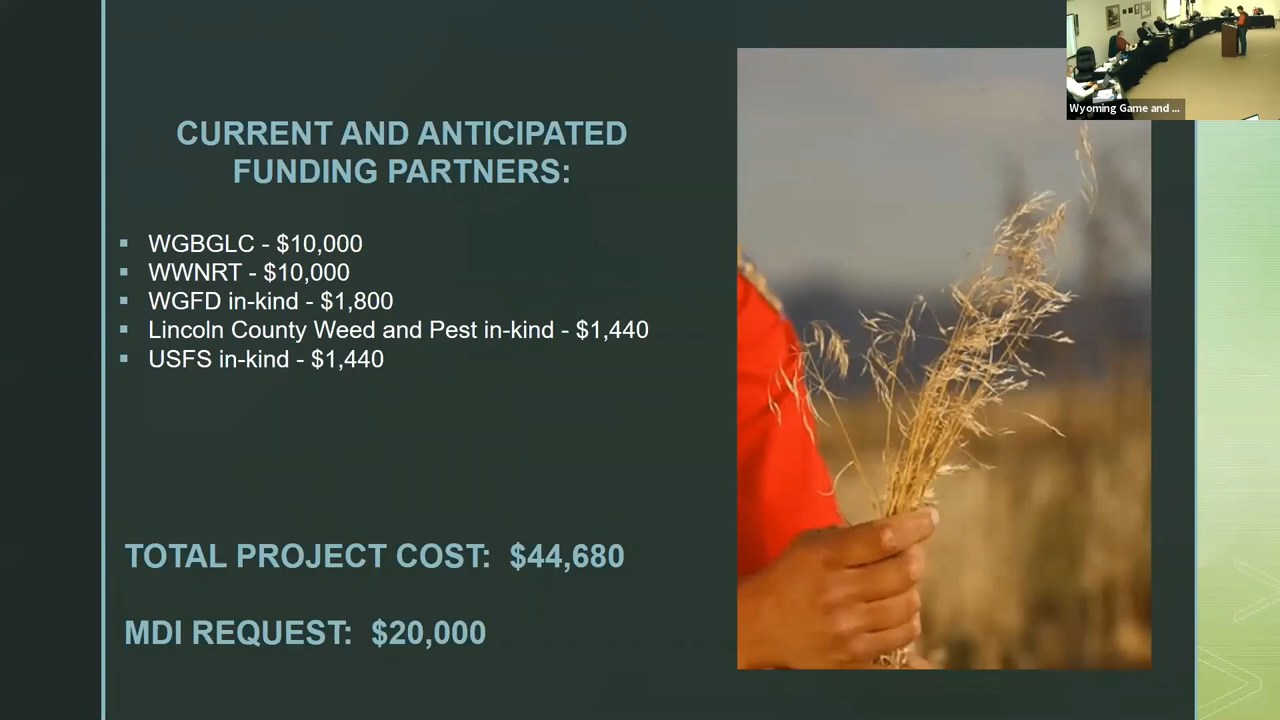 Wyoming Game and ...
CURRENT AND ANTICIPATED
FUNDING PARTNERS:
▪ WGBGLC - $10,000
▪ WWNRT - $10,000
▪ WGFD in-kind - $1,800
▪ Lincoln County Weed and Pest in-kind - $1,440
▪ USFS in-kind - $1,440
TOTAL PROJECT COST: $44,680
MDI REQUEST: $20,000